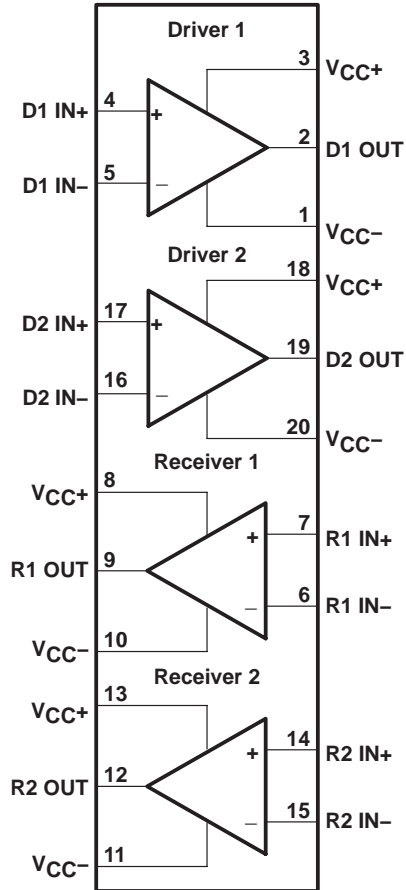 Driver 1
3
VCC+
D1 IN+
4
+
2
D1 OUT
D1 IN−
5
−
1
VCC−
Driver 2
18
VCC+
D2 IN+
17
+
19
D2 OUT
D2 IN−
16
−
20
VCC−
Receiver 1
VCC+
8
+
7
R1 IN+
R1 OUT
9
−
6
R1 IN−
VCC−
10
Receiver 2
VCC+
13
+
14
R2 IN+
R2 OUT
12
−
15
R2 IN−
VCC−
11